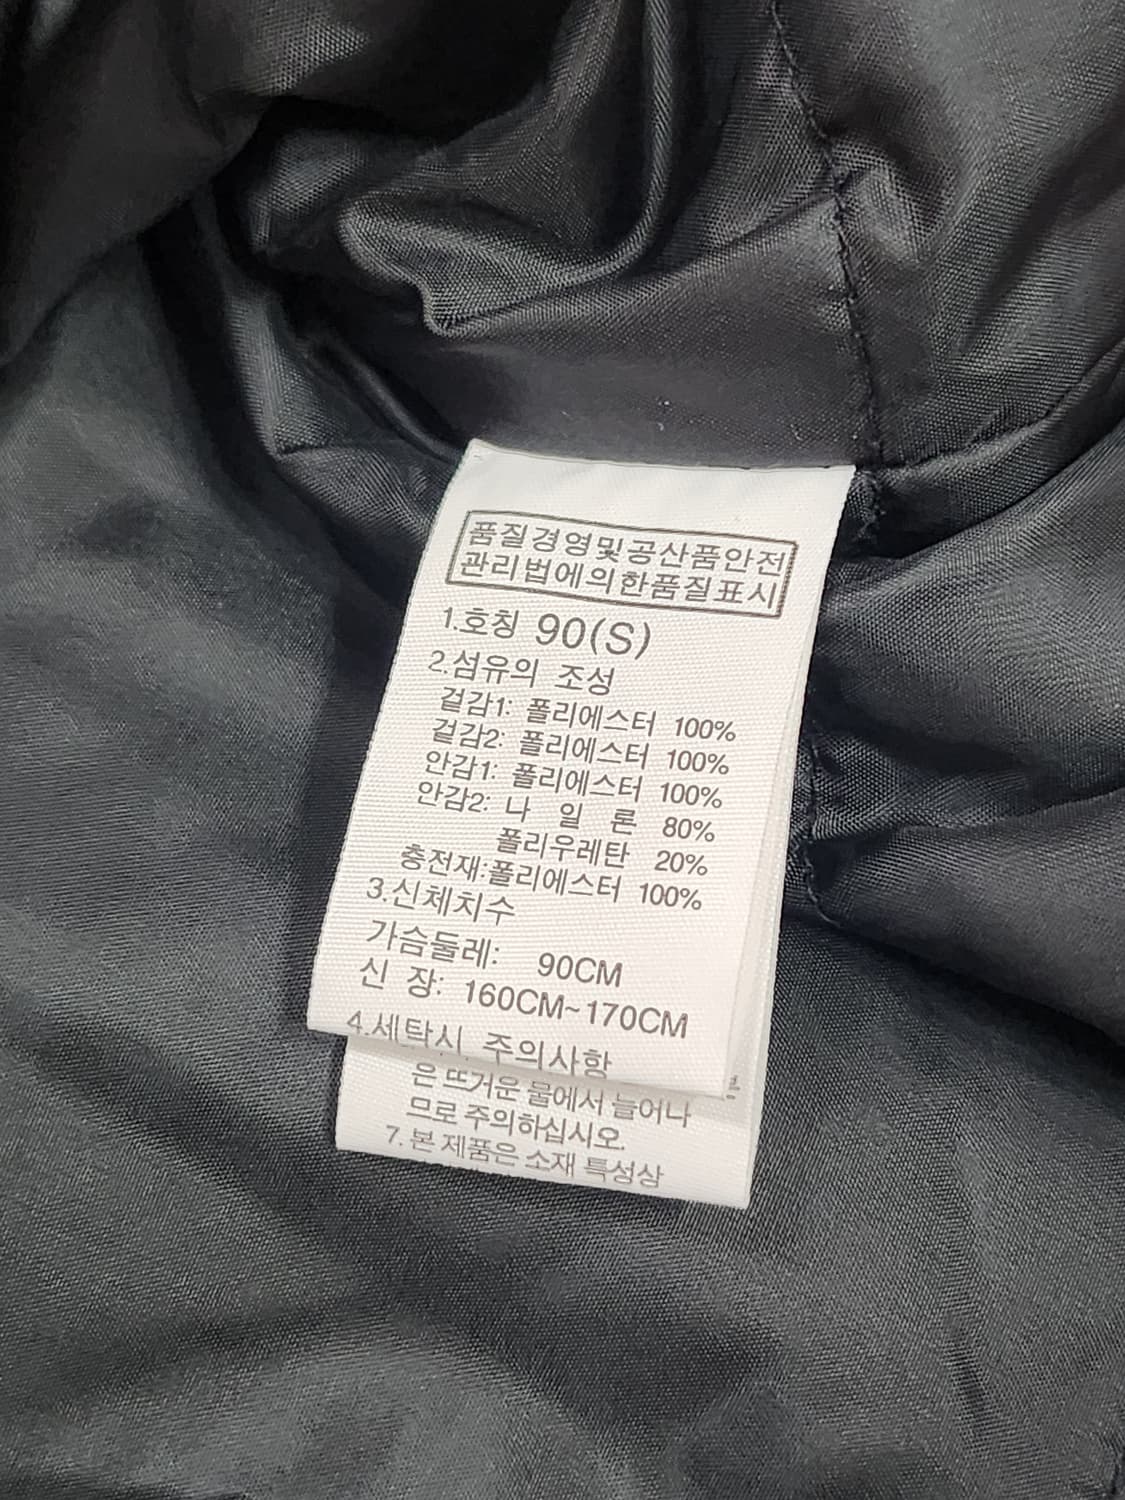 품질경영및공산품안전
관리법에의한품질표시
1.호칭 90(S)
2.섬유의 조성
겉감1: 폴리에스터 100%
겉감2: 폴리에스터 100%
안감1: 폴리에스터 100%
안감2: 나 일 론 80%
폴리우레탄 20%
충전재:폴리에스터 100%
3.신체치수
가슴둘레: 90CM
신 장: 160CM~170CM
4.세탁시 주의사항
은 뜨거운 물에서 늘어나
므로 주의하십시오.
7. 본 제품은 소재 특성상